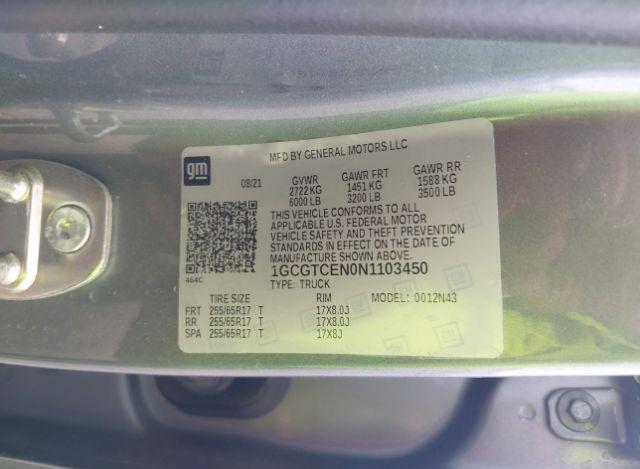 gm
MFD BY GENERAL MOTORS LLC
08/21 GVWR GAWR FRT GAWR RR
2722 KG 1451 KG 1588 KG
6000 LB 3200 LB 3500 LB
THIS VEHICLE CONFORMS TO ALL
APPLICABLE U.S. FEDERAL MOTOR
VEHICLE SAFETY AND THEFT PREVENTION
STANDARDS IN EFFECT ON THE DATE OF
MANUFACTURE SHOWN ABOVE.
464C 1GCGTCEN0N1103450
TYPE: TRUCK
TIRE SIZE RIM MODEL: 0012N43
FRT 255/65R17 T 17X8.0J
RR 255/65R17 T 17X8.0J
SPA 255/65R17 T 17X8J